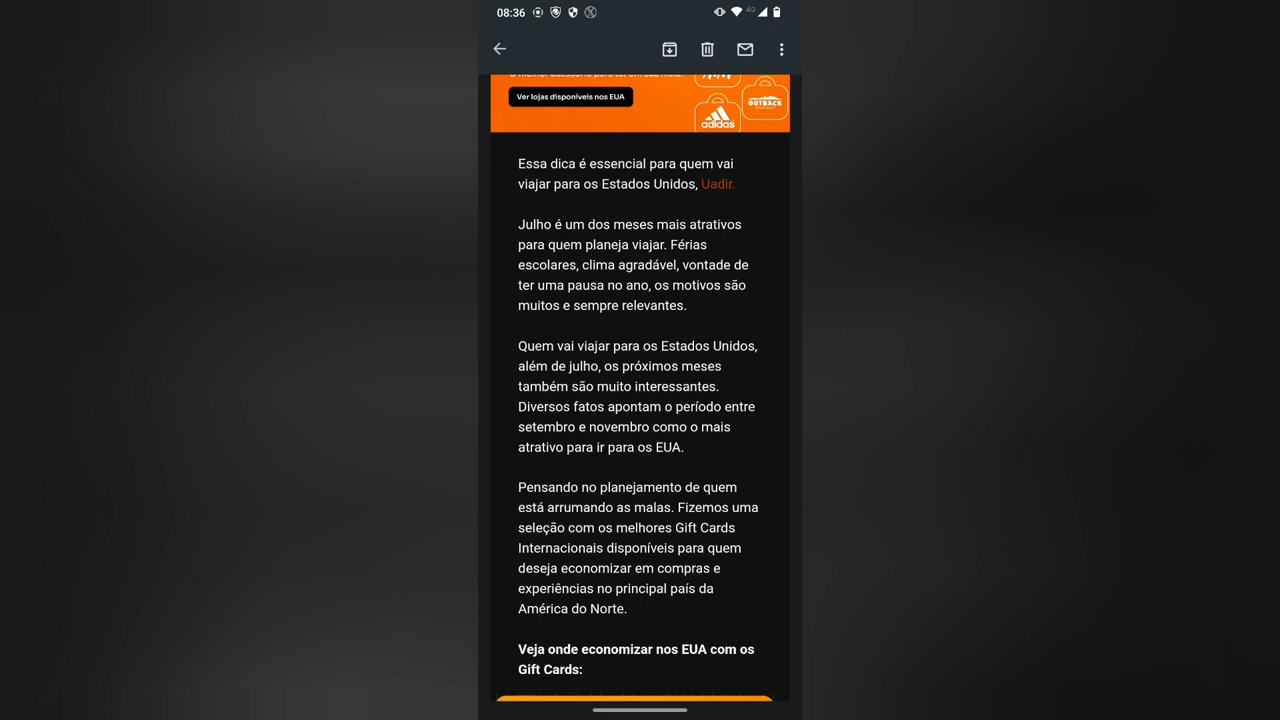 08:36
4G
Ver lojas disponíveis nos EUA
adidas
OUTBACK
Essa dica é essencial para quem vai
viajar para os Estados Unidos, Uadir.
Julho é um dos meses mais atrativos
para quem planeja viajar. Férias
escolares, clima agradável, vontade de
ter uma pausa no ano, os motivos são
muitos e sempre relevantes.
Quem vai viajar para os Estados Unidos,
além de julho, os próximos meses
também são muito interessantes.
Diversos fatos apontam o período entre
setembro e novembro como o mais
atrativo para ir para os EUA.
Pensando no planejamento de quem
está arrumando as malas. Fizemos uma
seleção com os melhores Gift Cards
Internacionais disponíveis para quem
deseja economizar em compras e
experiências no principal país da
América do Norte.
Veja onde economizar nos EUA com os
Gift Cards: